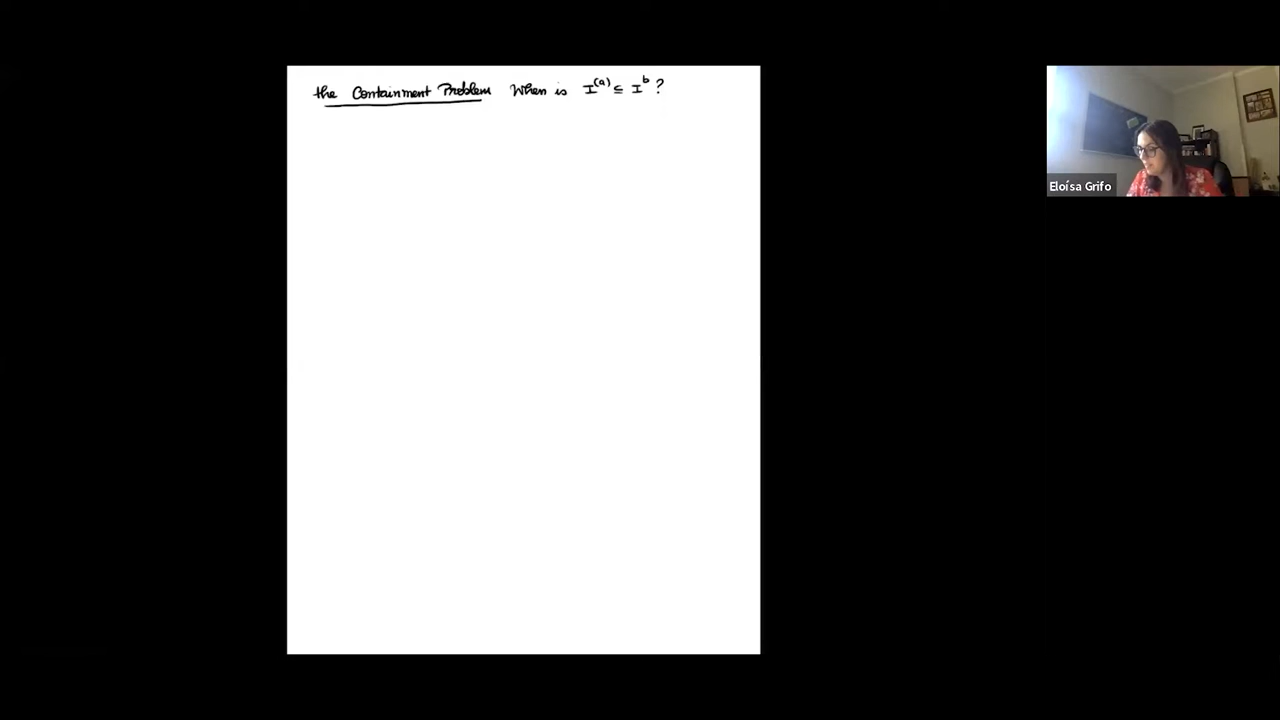 the Containment Problem When is I^(a) ⊆ I^b ?
Eloísa Grifo